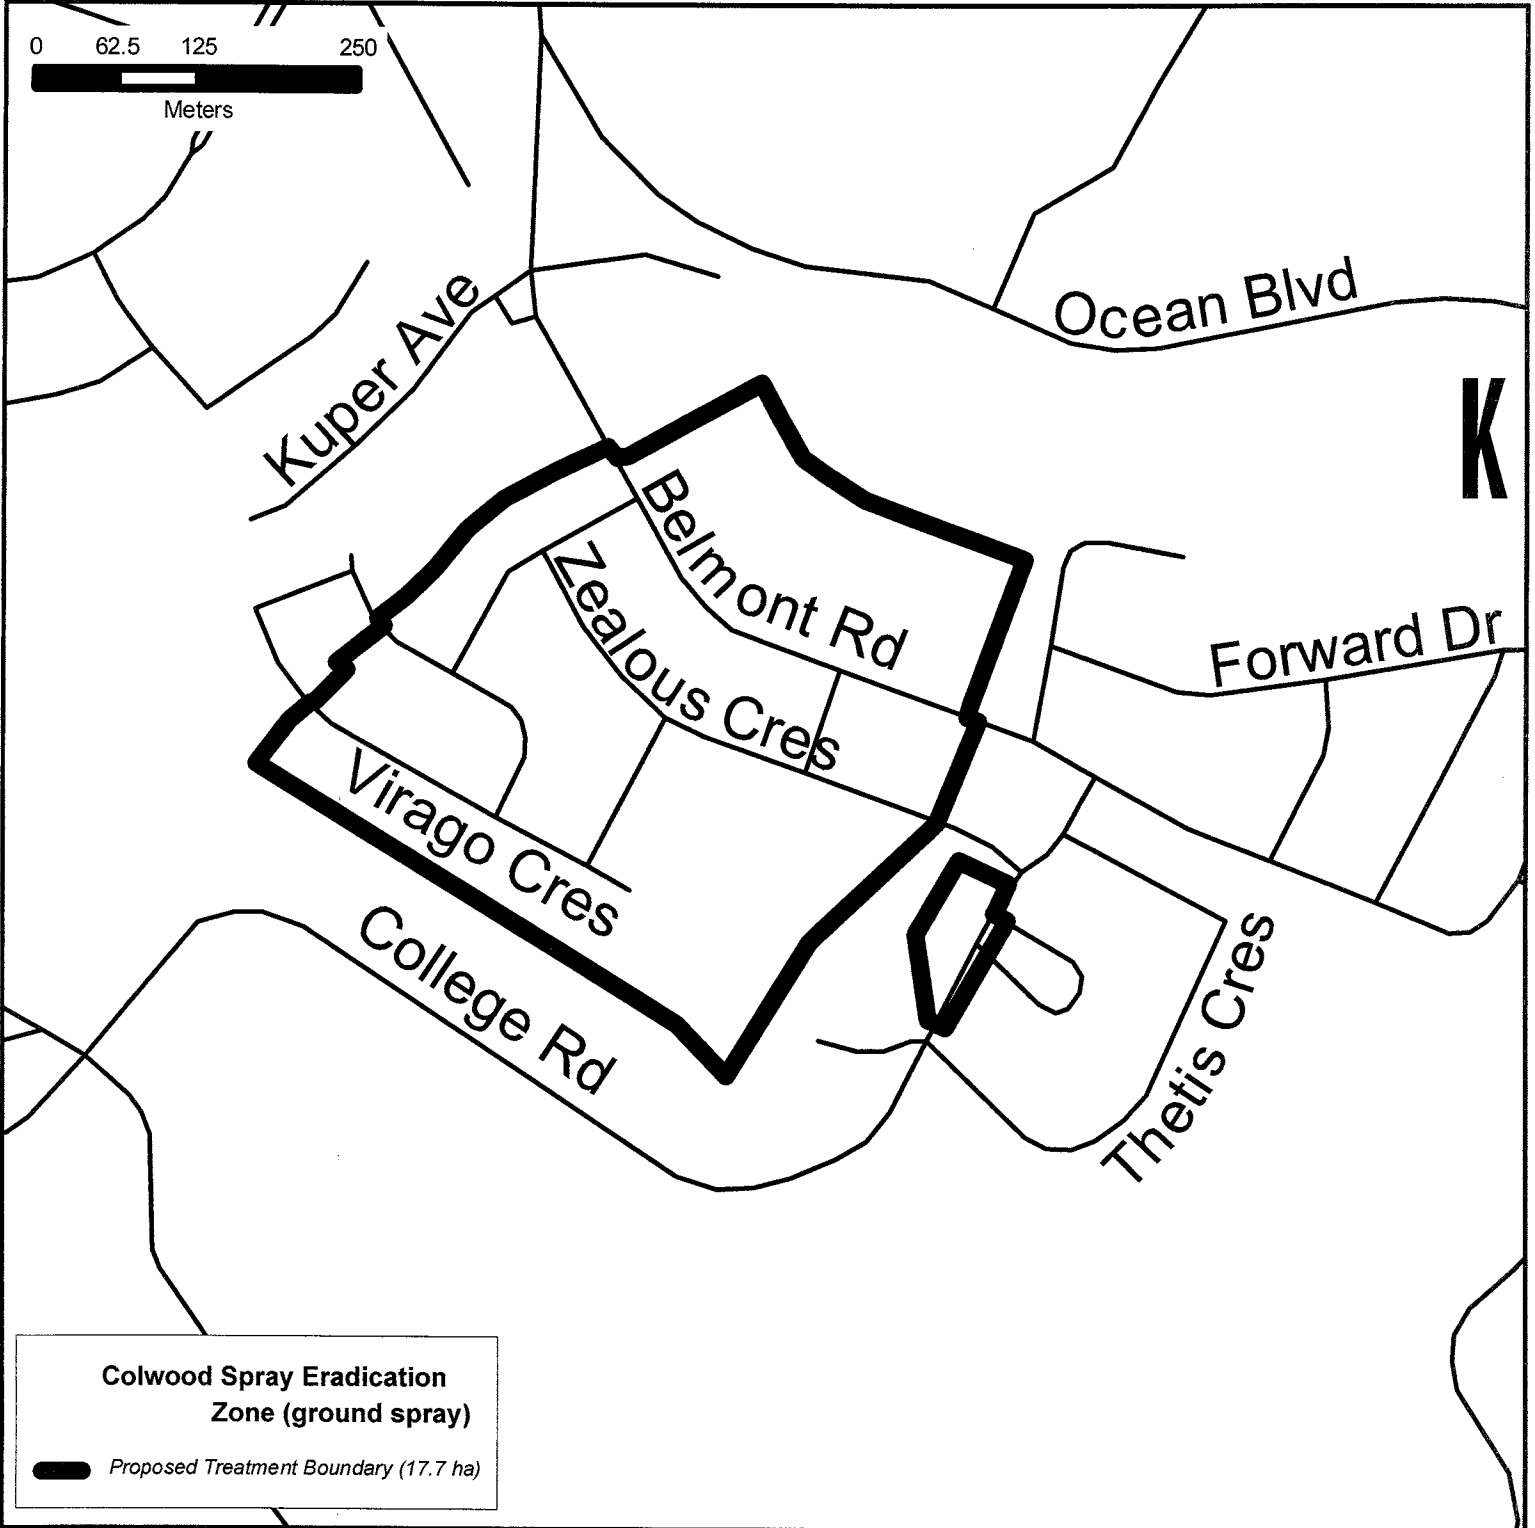 0 62.5 125 250
Meters
Ocean Blvd
Kuper Ave
K
Belmont Rd
Zealous Cres
Forward Dr
Virago Cres
College Rd
Thetis Cres
Colwood Spray Eradication
Zone (ground spray)
Proposed Treatment Boundary (17.7 ha)